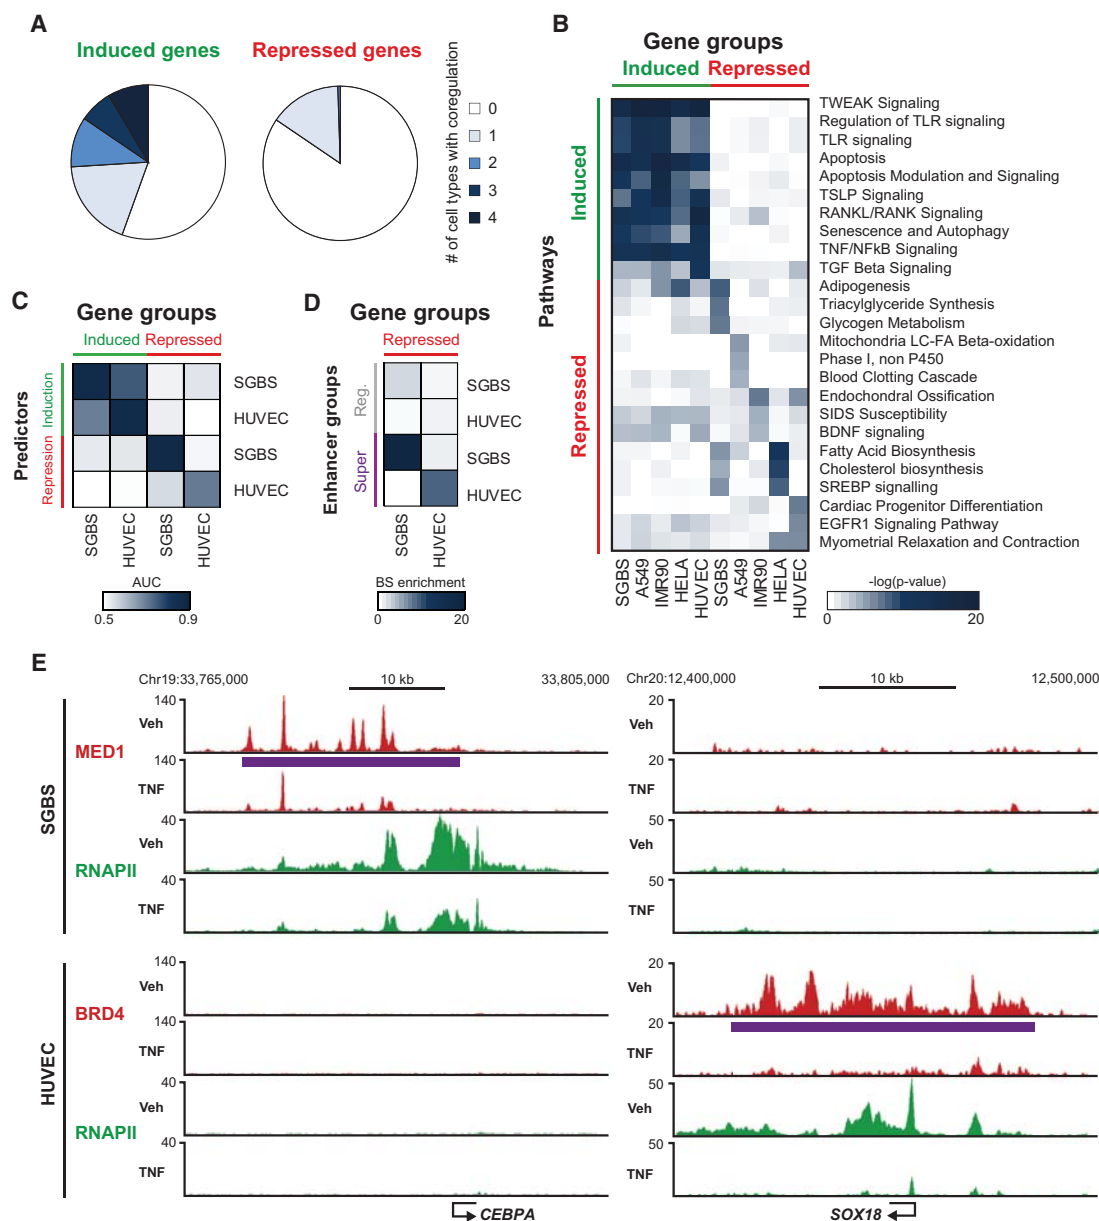 A
Induced genes
Repressed genes
# of cell types with coregulation
0
1
2
3
4
B
Gene groups
Induced Repressed
Pathways
Induced
Repressed
TWEAK Signaling
Regulation of TLR signaling
TLR signaling
Apoptosis
Apoptosis Modulation and Signaling
TSLP Signaling
RANKL/RANK Signaling
Senescence and Autophagy
TNF/NFkB Signaling
TGF Beta Signaling
Adipogenesis
Triacylglyceride Synthesis
Glycogen Metabolism
Mitochondria LC-FA Beta-oxidation
Phase I, non P450
Blood Clotting Cascade
Endochondral Ossification
SIDS Susceptibility
BDNF signaling
Fatty Acid Biosynthesis
Cholesterol biosynthesis
SREBP signalling
Cardiac Progenitor Differentiation
EGFR1 Signaling Pathway
Myometrial Relaxation and Contraction
SGBS A549 IMR90 HELA HUVEC SGBS A549 IMR90 HELA HUVEC
-log(p-value)
0 20
C
Gene groups
Induced Repressed
Predictors
Induction
Repression
SGBS
HUVEC
SGBS
HUVEC
SGBS HUVEC SGBS HUVEC
AUC
0.5 0.9
D
Gene groups
Repressed
Enhancer groups
Reg.
Super
SGBS
HUVEC
SGBS
HUVEC
SGBS HUVEC
BS enrichment
0 20
E
Chr19:33,765,000 10 kb 33,805,000
Chr20:12,400,000 10 kb 12,500,000
SGBS
MED1
140 Veh 20 Veh
140 TNF 20 TNF
RNAPII
40 Veh 50 Veh
40 TNF 50 TNF
HUVEC
BRD4
140 Veh 20 Veh
140 TNF 20 TNF
RNAPII
40 Veh 50 Veh
40 TNF 50 TNF
CEBPA
SOX18